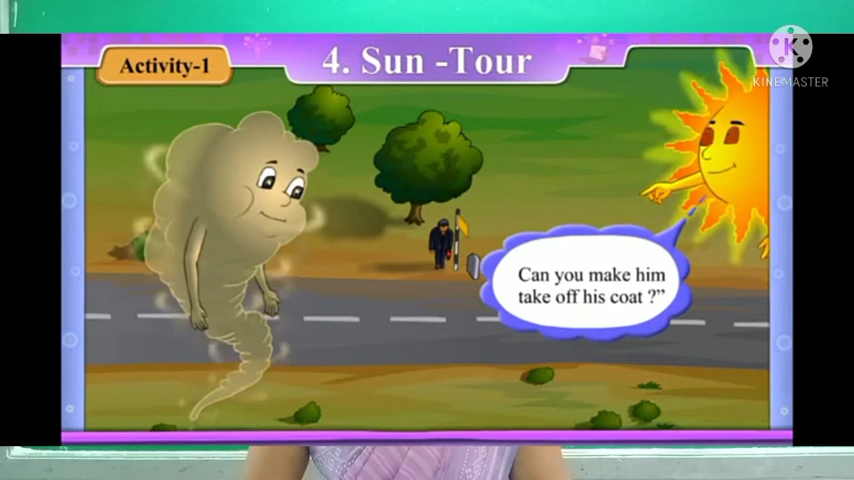 Activity-1
4. Sun -Tour
KINEMASTER
Can you make him
take off his coat ?”